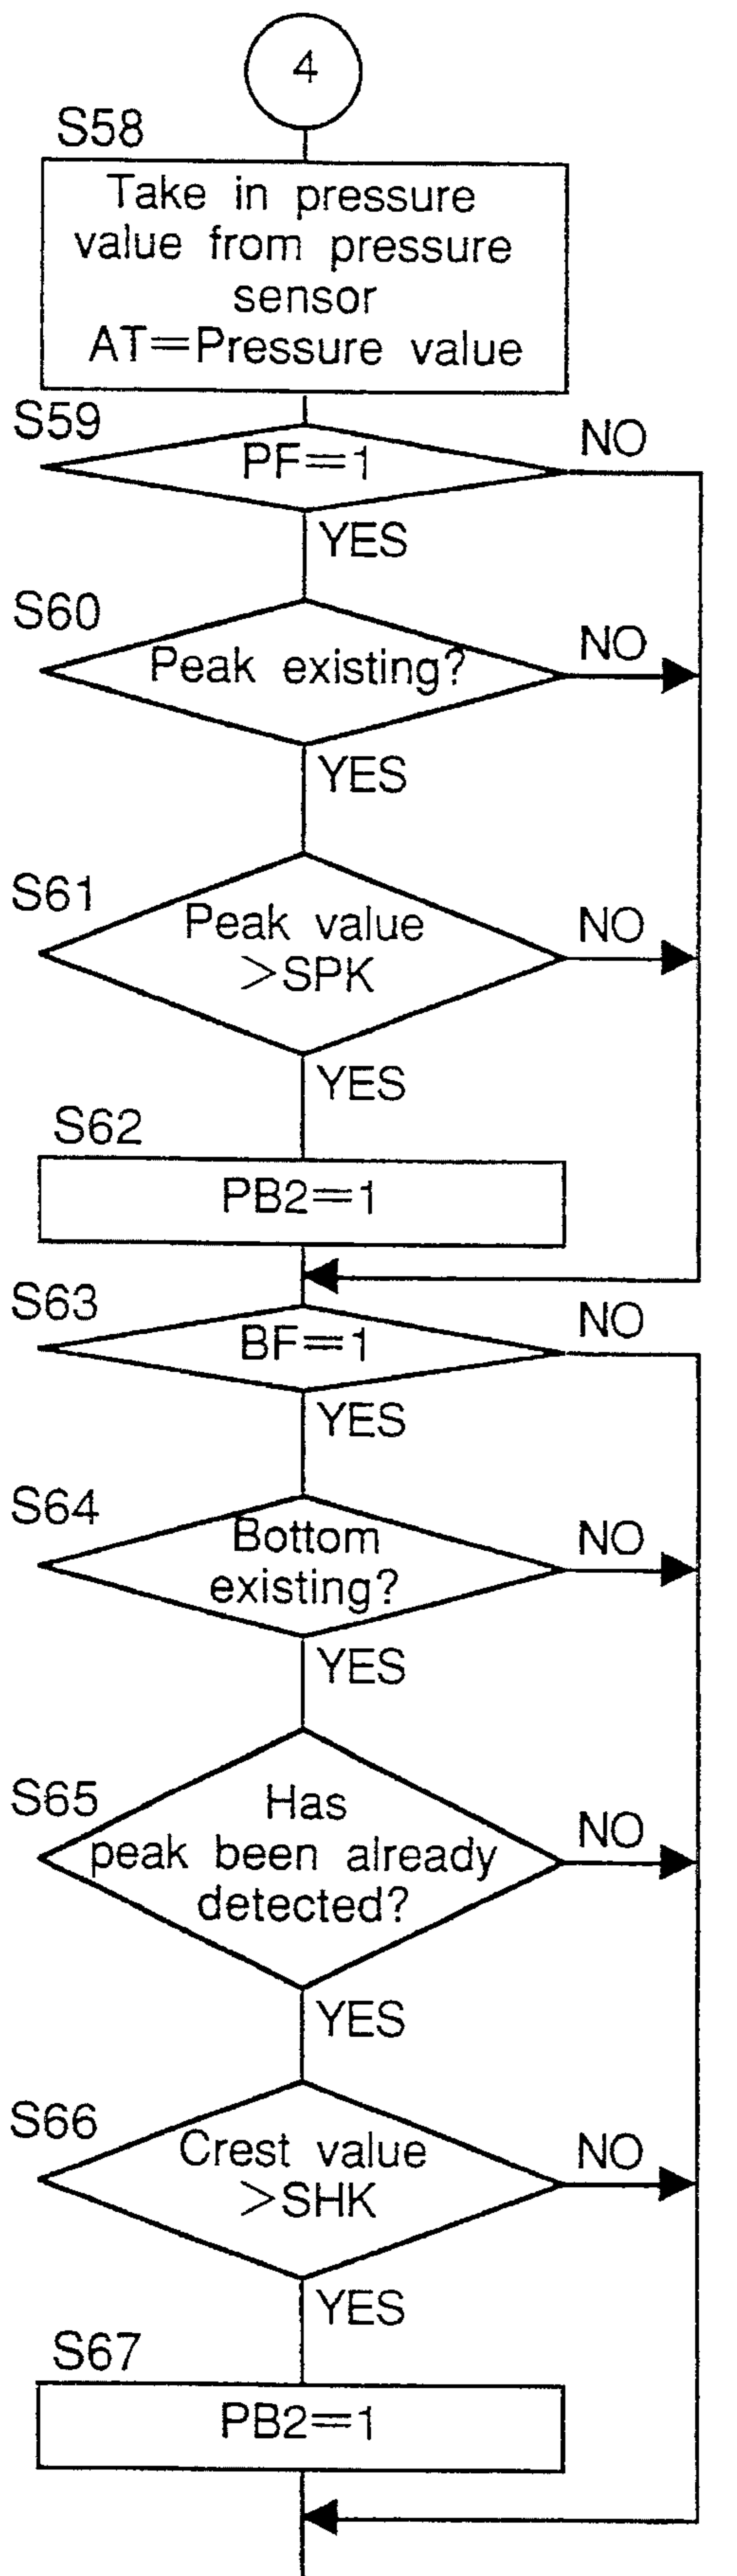 4
S58
Take in pressure
value from pressure
sensor
AT=Pressure value
S59
PF=1
NO
YES
S60
Peak existing?
NO
YES
S61
Peak value
>SPK
NO
YES
S62
PB2=1
S63
BF=1
NO
YES
S64
Bottom
existing?
NO
YES
S65
Has
peak been already
detected?
NO
YES
S66
Crest value
>SHK
NO
YES
S67
PB2=1